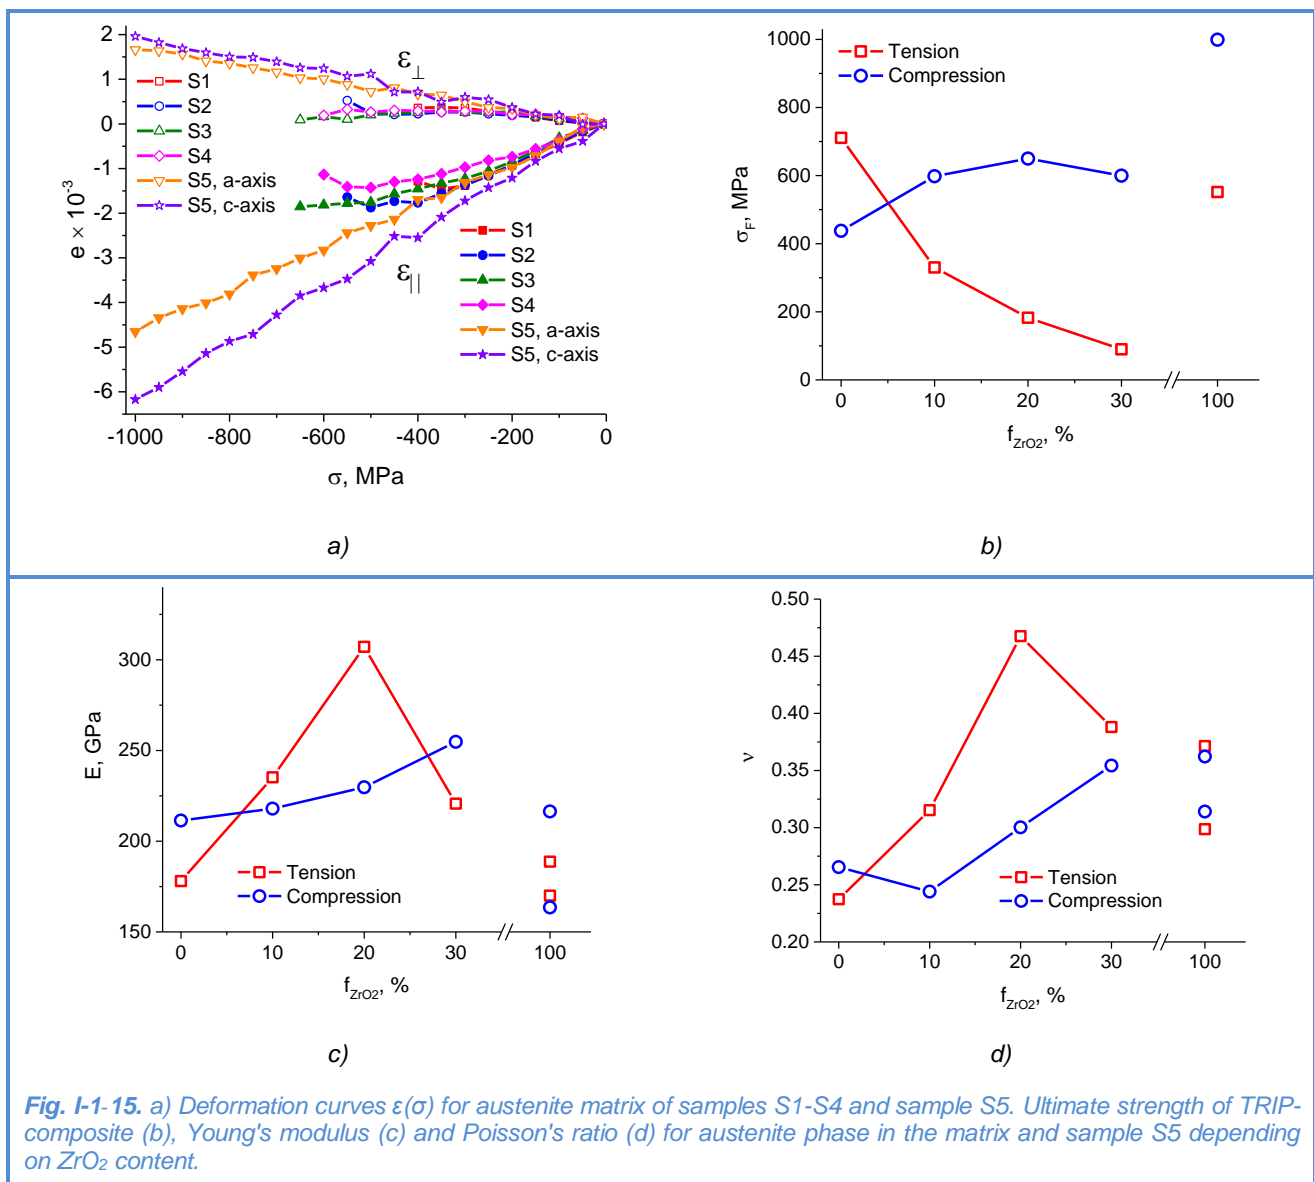 2
1
0
-1
-2
-3
-4
-5
-6
e × 10⁻³
ε⊥
S1
S2
S3
S4
S5, a-axis
S5, c-axis
ε||
S1
S2
S3
S4
S5, a-axis
S5, c-axis
-1000 -800 -600 -400 -200 0
σ, MPa
a)
1000
800
600
400
200
0
σF, MPa
Tension
Compression
0 10 20 30 100
fZrO2, %
b)
300
250
200
150
E, GPa
Tension
Compression
0 10 20 30 100
fZrO2, %
c)
0.50
0.45
0.40
0.35
0.30
0.25
0.20
ν
Tension
Compression
0 10 20 30 100
fZrO2, %
d)
Fig. I-1-15. a) Deformation curves ε(σ) for austenite matrix of samples S1-S4 and sample S5. Ultimate strength of TRIP-
composite (b), Young's modulus (c) and Poisson's ratio (d) for austenite phase in the matrix and sample S5 depending
on ZrO₂ content.